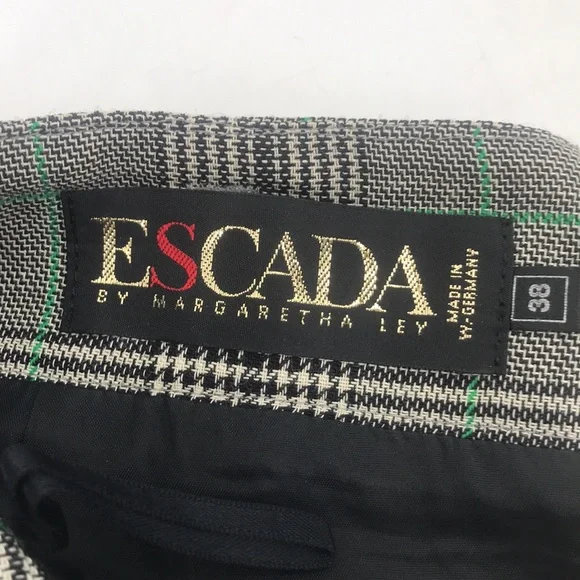 ESCADA
BY MARGARETHA LEY
MADE IN
W.-GERMANY
38